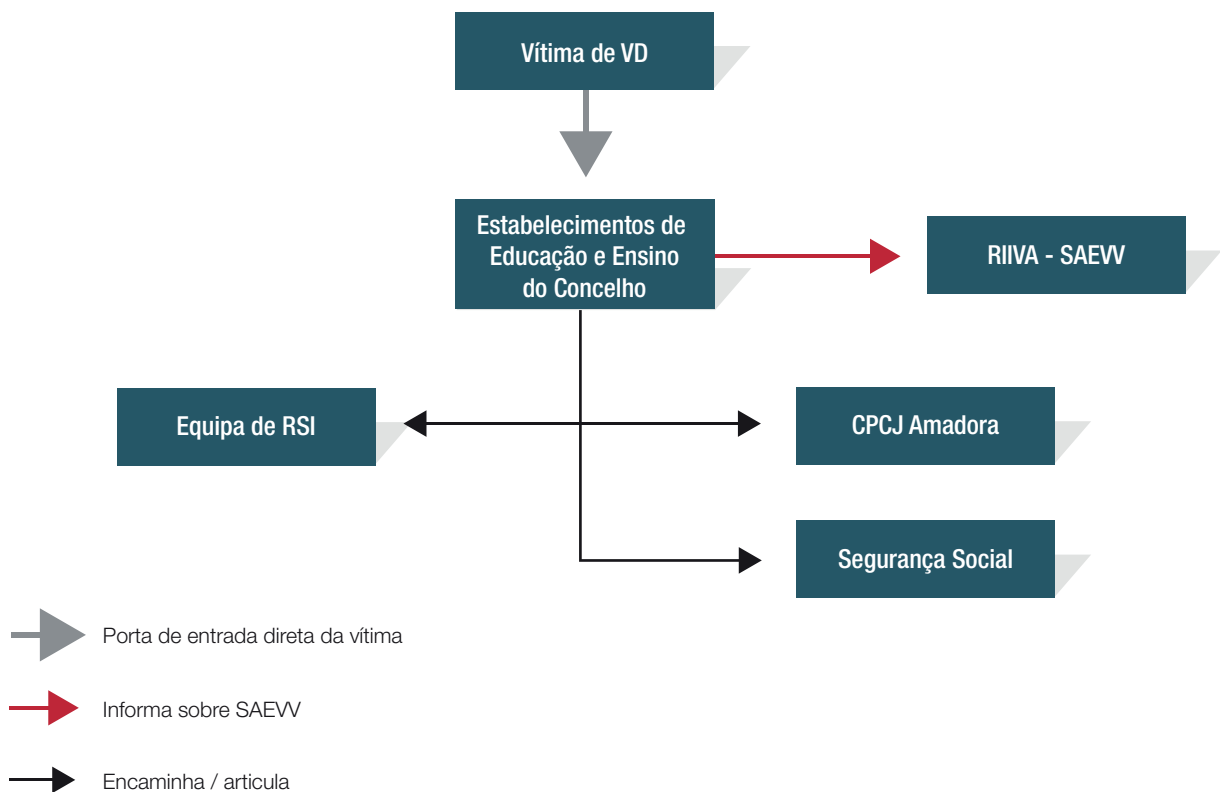 Vítima de VD
Estabelecimentos de
Educação e Ensino
do Concelho
RIIVA - SAEVV
Equipa de RSI
CPCJ Amadora
Segurança Social
Porta de entrada direta da vítima
Informa sobre SAEVV
Encaminha / articula